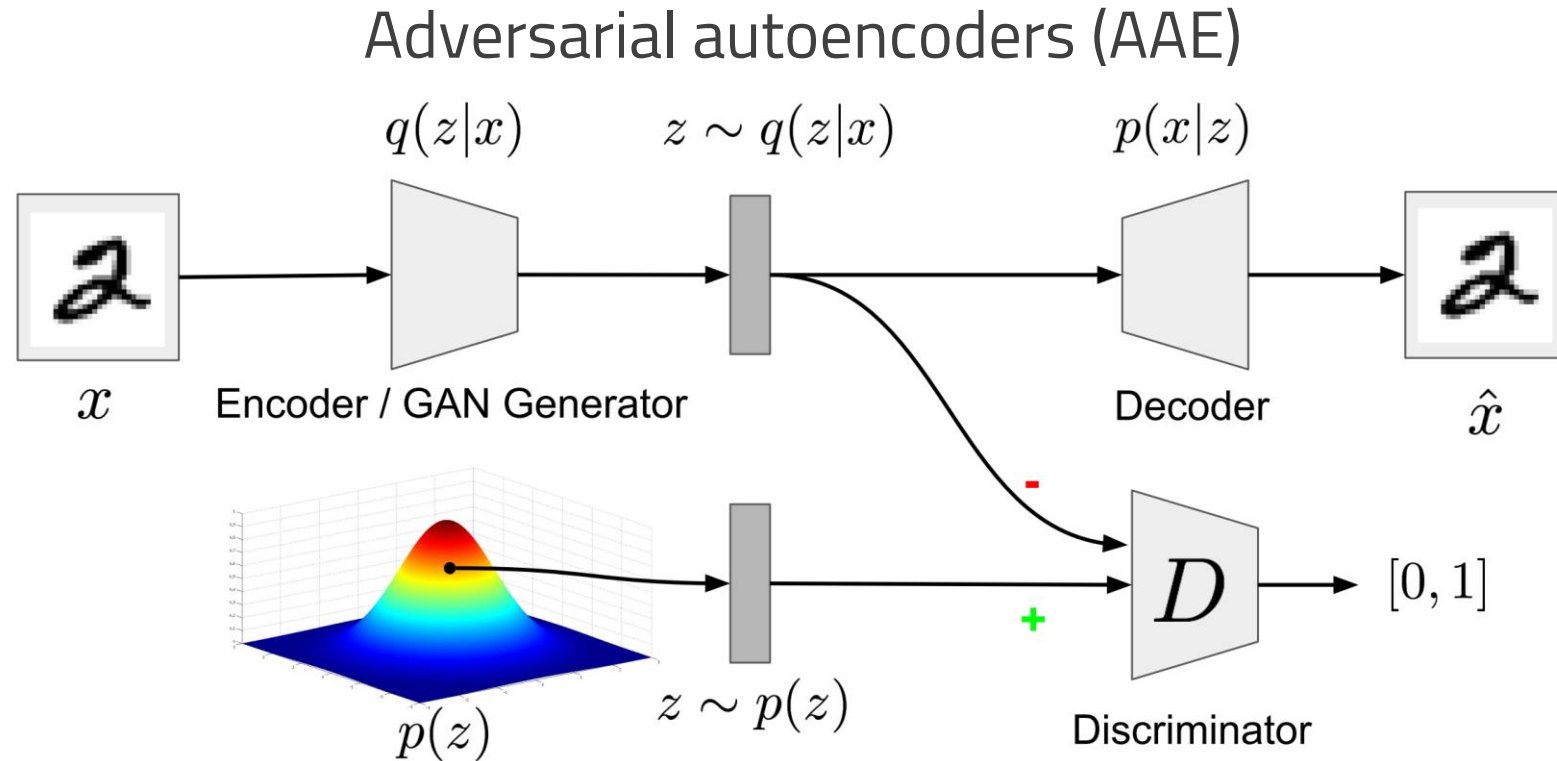 Adversarial autoencoders (AAE)
q(z|x)
z ∼ q(z|x)
p(x|z)
x
Encoder / GAN Generator
Decoder
x̂
-
+
D
[0, 1]
p(z)
z ∼ p(z)
Discriminator